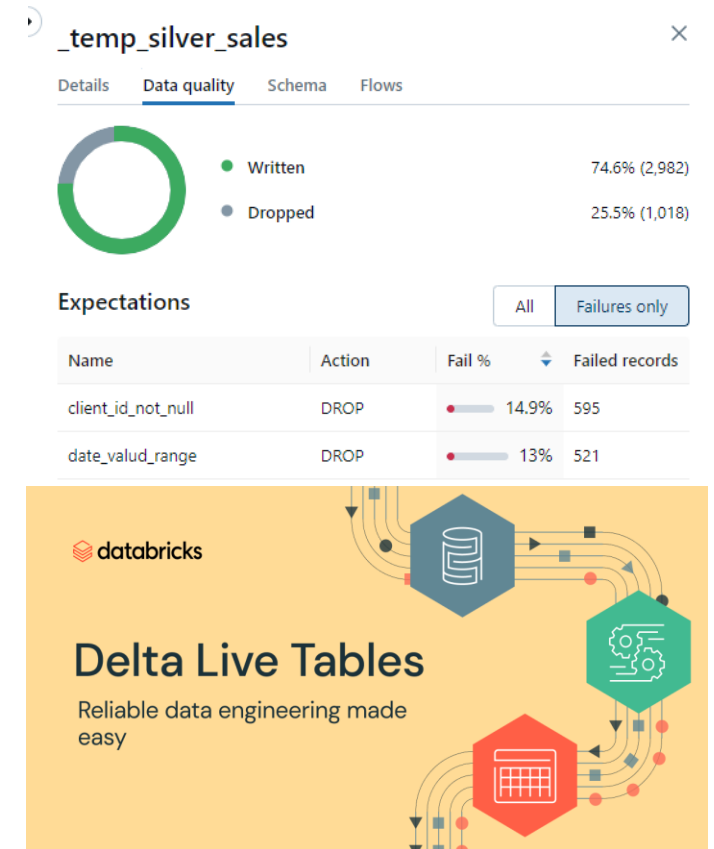 _temp_silver_sales
Details Data quality Schema Flows
Written 74.6% (2,982)
Dropped 25.5% (1,018)
Expectations All Failures only
Name Action Fail % Failed records
client_id_not_null DROP 14.9% 595
date_valud_range DROP 13% 521
databricks
Delta Live Tables
Reliable data engineering made
easy